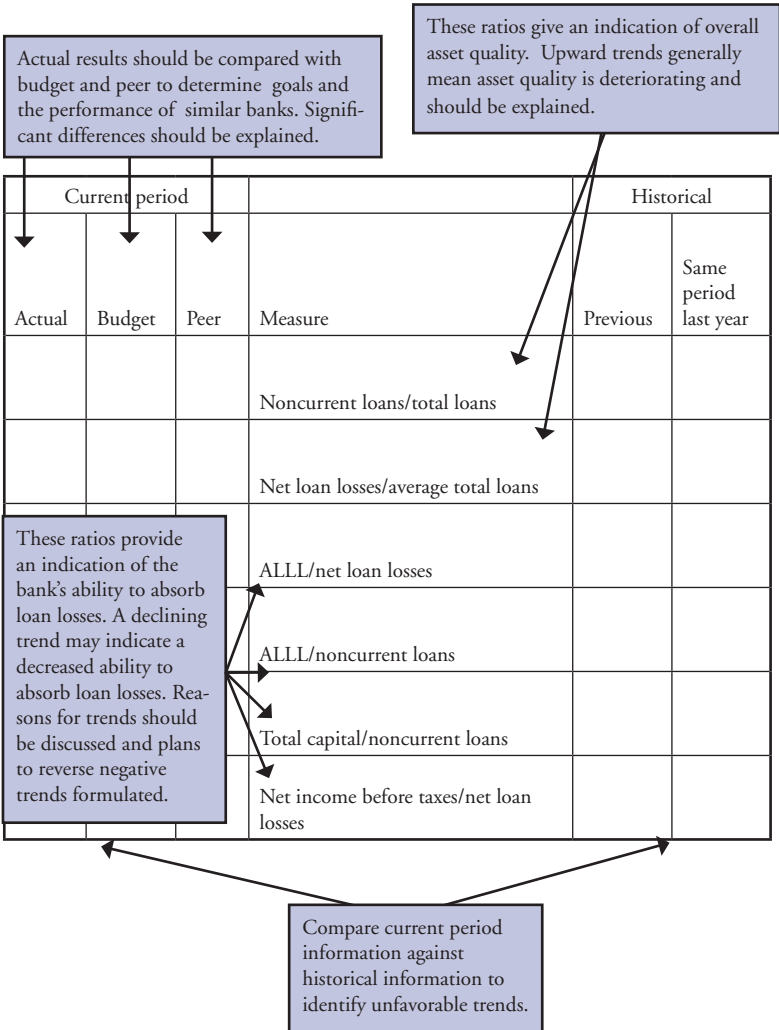 These ratios give an indication of overall
asset quality. Upward trends generally
mean asset quality is deteriorating and
should be explained.
Actual results should be compared with
budget and peer to determine goals and
the performance of similar banks. Signifi-
cant differences should be explained.
Current period
Historical
Actual
Budget
Peer
Measure
Previous
Same
period
last year
Noncurrent loans/total loans
Net loan losses/average total loans
These ratios provide
an indication of the
bank's ability to absorb
loan losses. A declining
trend may indicate a
decreased ability to
absorb loan losses. Rea-
sons for trends should
be discussed and plans
to reverse negative
trends formulated.
ALLL/net loan losses
ALLL/noncurrent loans
Total capital/noncurrent loans
Net income before taxes/net loan
losses
Compare current period
information against
historical information to
identify unfavorable trends.